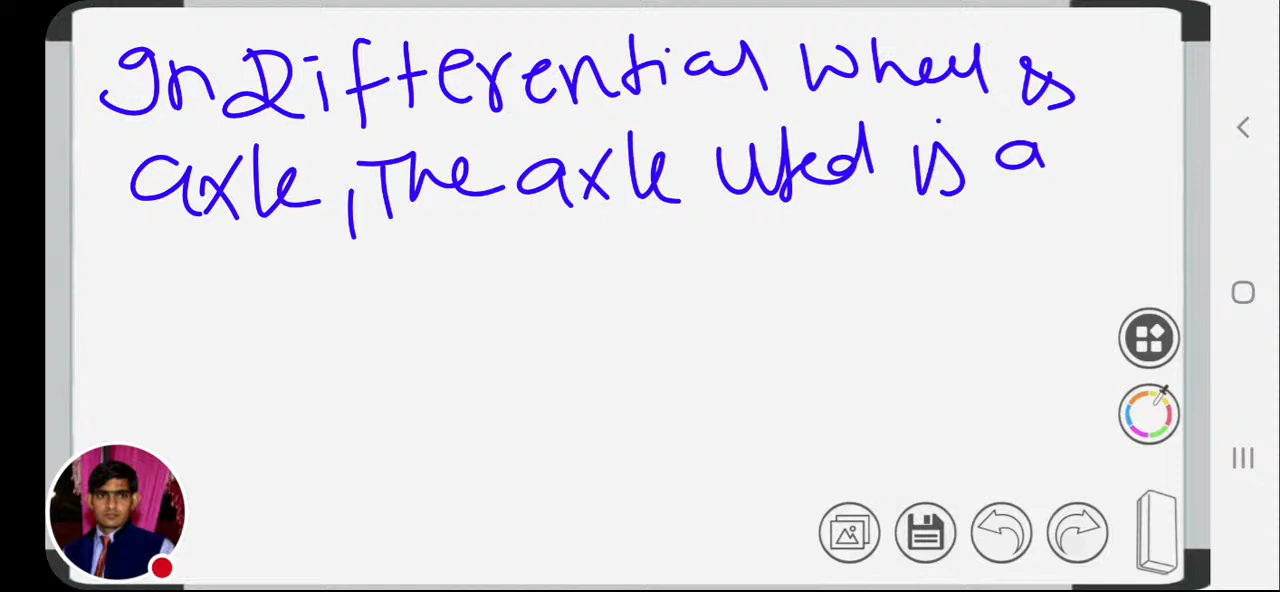 In Differential wheel &
axle, The axle used is a